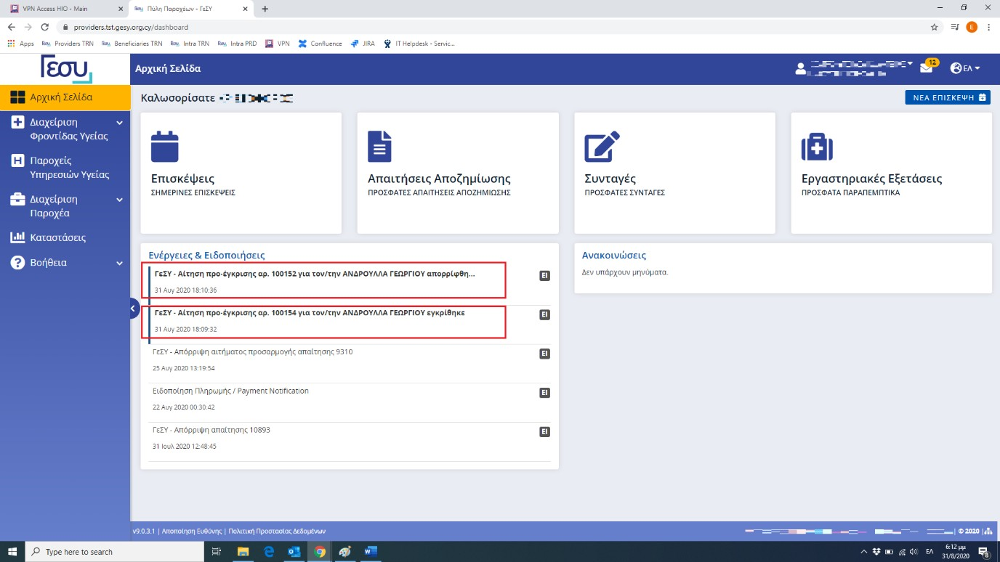 VPN Access HIO - Main
Πύλη Παροχέων - ΓεΣΥ
providers.tst.gesy.org.cy/dashboard
E
Apps
Providers TRN
Beneficiaries TRN
Intra TRN
Intra PRD
VPN
Confluence
JIRA
IT Helpdesk - Servic...
Γεσυ
Αρχική Σελίδα
12
ΕΛ
Αρχική Σελίδα
Διαχείριση
Φροντίδας Υγείας
Παροχείς
Υπηρεσιών Υγείας
Διαχείριση
Παροχέα
Καταστάσεις
Βοήθεια
Καλωσορίσατε
ΝΕΑ ΕΠΙΣΚΕΨΗ
Επισκέψεις
ΣΗΜΕΡΙΝΕΣ ΕΠΙΣΚΕΨΕΙΣ
Απαιτήσεις Αποζημίωσης
ΠΡΟΣΦΑΤΕΣ ΑΠΑΙΤΗΣΕΙΣ ΑΠΟΖΗΜΙΩΣΗΣ
Συνταγές
ΠΡΟΣΦΑΤΕΣ ΣΥΝΤΑΓΕΣ
Εργαστηριακές Εξετάσεις
ΠΡΟΣΦΑΤΑ ΠΑΡΑΠΕΜΠΤΙΚΑ
Ενέργειες & Ειδοποιήσεις
ΓεΣΥ - Αίτηση προ-έγκρισης αρ. 100152 για τον/την ΑΝΔΡΟΥΛΛΑ ΓΕΩΡΓΙΟΥ απορρίφθη...
31 Αυγ 2020 18:10:36
ΕΙ
ΓεΣΥ - Αίτηση προ-έγκρισης αρ. 100154 για τον/την ΑΝΔΡΟΥΛΛΑ ΓΕΩΡΓΙΟΥ εγκρίθηκε
31 Αυγ 2020 18:09:32
ΕΙ
ΓεΣΥ - Απόρριψη αιτήματος προσαρμογής απαίτησης 9310
25 Αυγ 2020 13:19:54
ΕΙ
Ειδοποίηση Πληρωμής / Payment Notification
22 Αυγ 2020 00:30:42
ΕΙ
ΓεΣΥ - Απόρριψη απαίτησης 10893
31 Ιουλ 2020 12:48:45
ΕΙ
Ανακοινώσεις
Δεν υπάρχουν μηνύματα.
v9.0.3.1 | Αποποίηση Ευθύνης | Πολιτική Προστασίας Δεδομένων
| © 2020 |
Type here to search
ΕΛ
6:12 μμ
31/8/2020
8